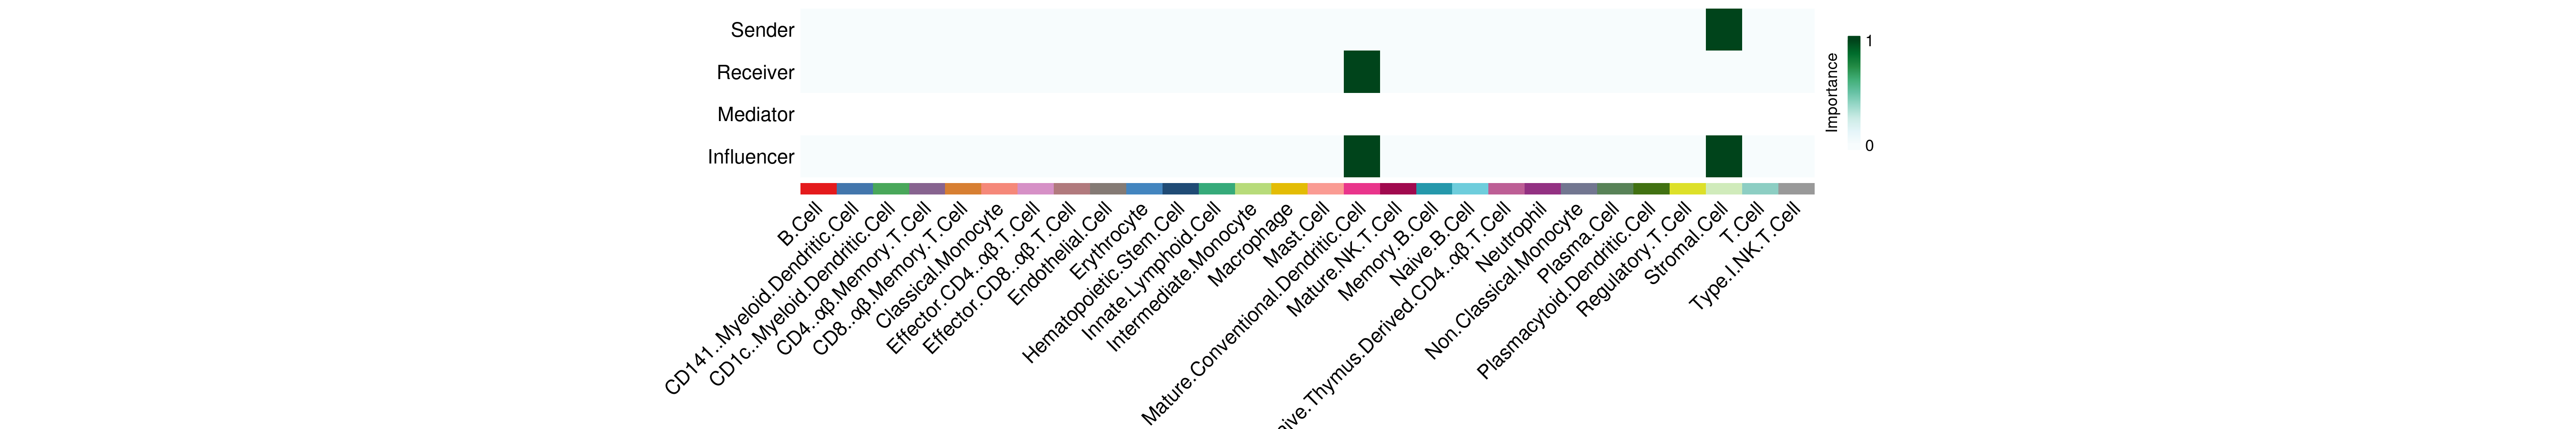 Sender
Receiver
Mediator
Influencer
Importance
1
0
B.Cell
CD141..Myeloid.Dendritic.Cell
CD1c..Myeloid.Dendritic.Cell
CD4..αβ.Memory.T.Cell
CD8..αβ.Memory.T.Cell
Classical.Monocyte
Effector.CD4..αβ.T.Cell
Effector.CD8..αβ.T.Cell
Endothelial.Cell
Erythrocyte
Hematopoietic.Stem.Cell
Innate.Lymphoid.Cell
Intermediate.Monocyte
Macrophage
Mast.Cell
Mature.Conventional.Dendritic.Cell
Mature.NK.T.Cell
Memory.B.Cell
Naive.B.Cell
ive.Thymus.Derived.CD4..αβ.T.Cell
Neutrophil
Non.Classical.Monocyte
Plasma.Cell
Plasmacytoid.Dendritic.Cell
Regulatory.T.Cell
Stromal.Cell
T.Cell
Type.I.NK.T.Cell